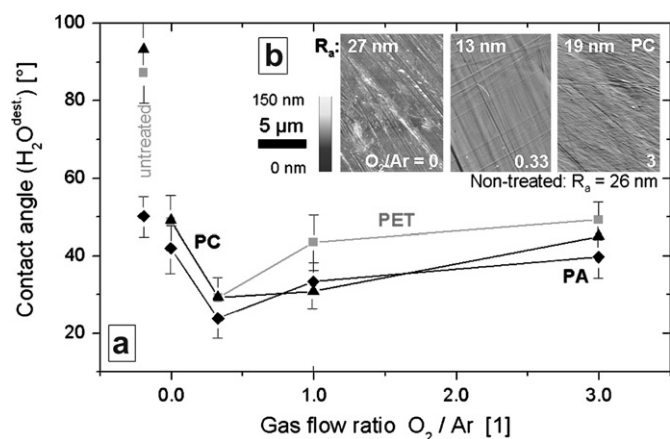 100
80
60
40
20
Contact angle (H₂O^dest.) [°]
untreated
b
Rₐ: 27 nm
13 nm
19 nm PC
150 nm
5 µm
0 nm
O₂/Ar = 0
0.33
3
Non-treated: Rₐ = 26 nm
PC
PET
PA
a
0.0
1.0
2.0
3.0
Gas flow ratio O₂ / Ar [1]